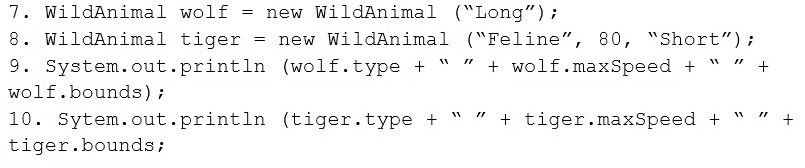 7. WildAnimal wolf = new WildAnimal (“Long”);
8. WildAnimal tiger = new WildAnimal (“Feline”, 80, “Short”);
9. System.out.println (wolf.type + “ ” + wolf.maxSpeed + “ ” +
wolf.bounds);
10. Sytem.out.println (tiger.type + “ ” + tiger.maxSpeed + “ ” +
tiger.bounds;